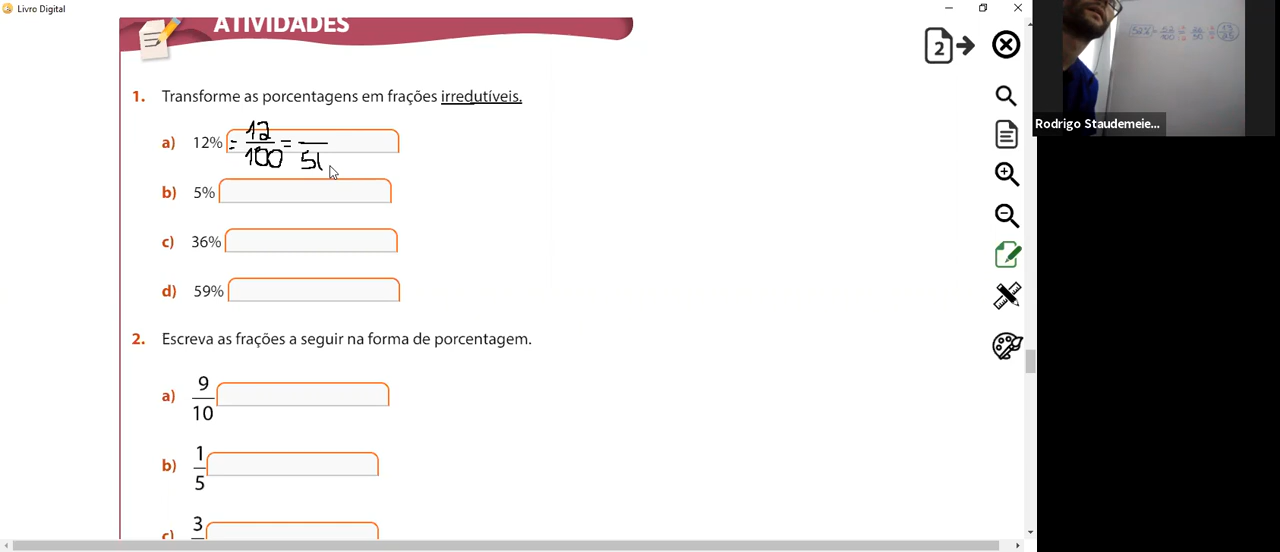 Livro Digital
ATIVIDADES
1. Transforme as porcentagens em frações irredutíveis.
a) 12% = 12/100 =
b) 5%
c) 36%
d) 59%
2. Escreva as frações a seguir na forma de porcentagem.
a) 9/10
b) 1/5
c) 3
2
Rodrigo Staudemeie...